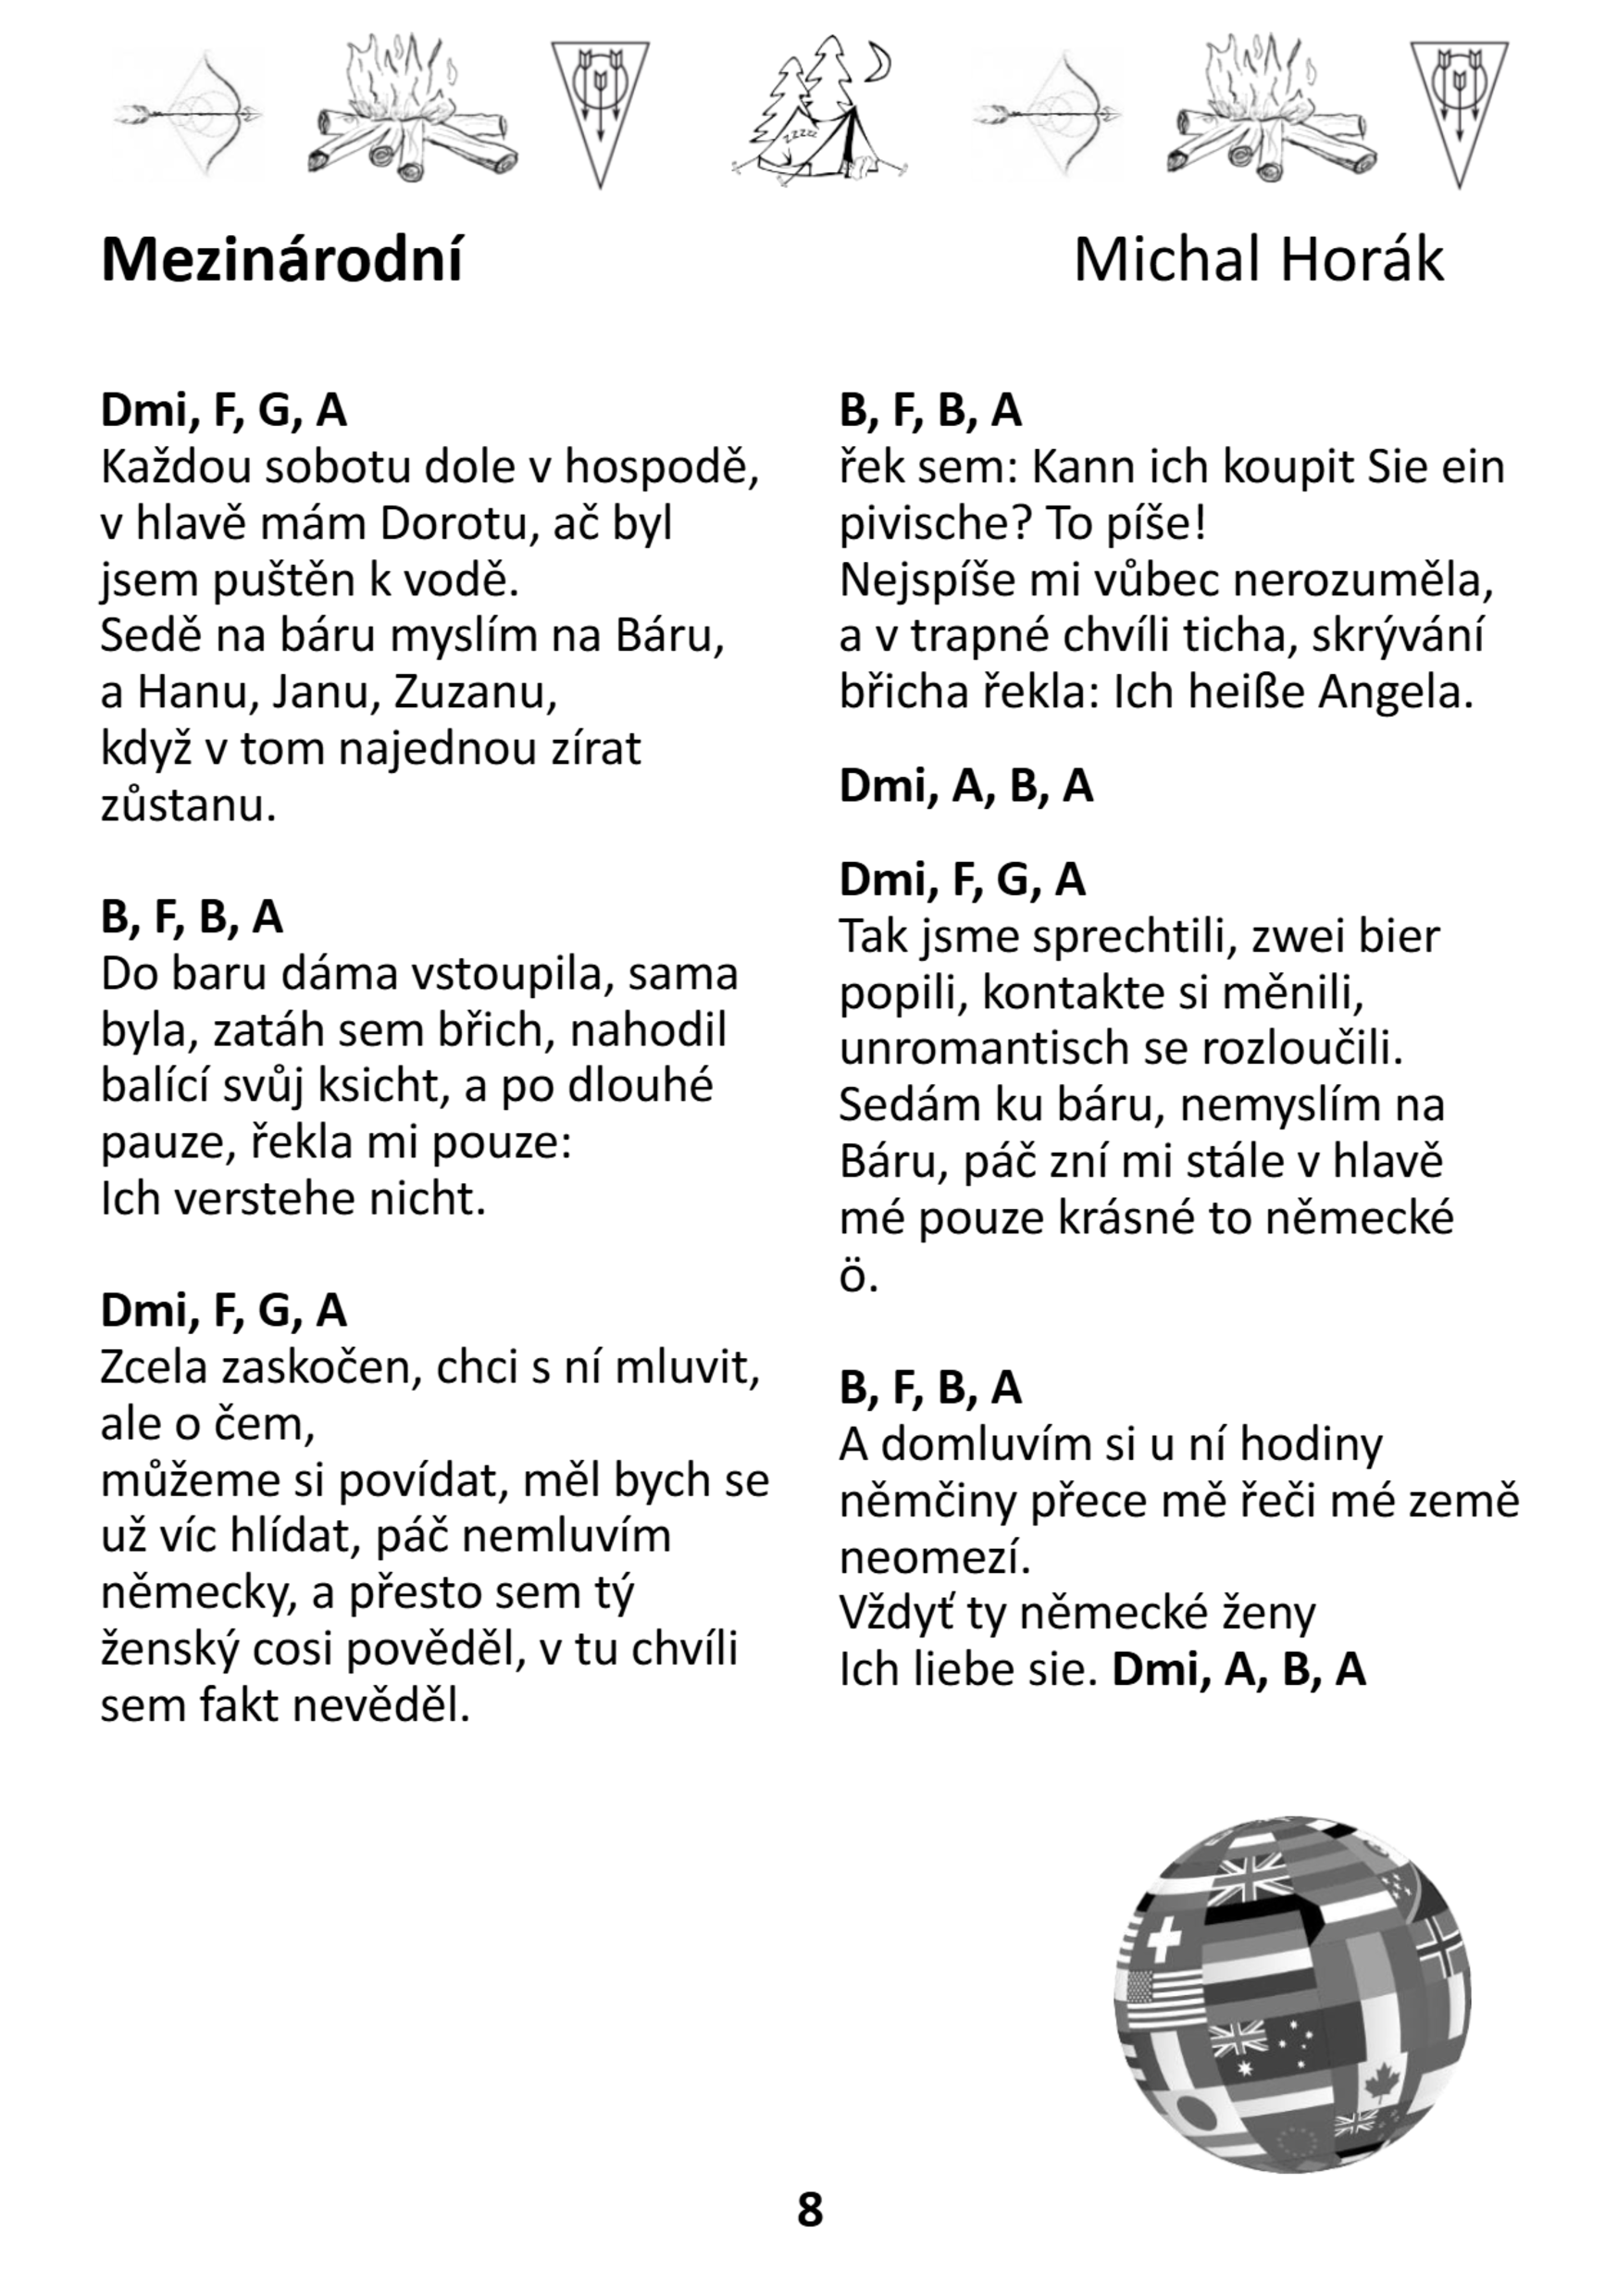 zzzzz
Mezinárodní
Michal Horák
Dmi, F, G, A
Každou sobotu dole v hospodě,
v hlavě mám Dorotu, ač byl
jsem puštěn k vodě.
Sedě na báru myslím na Báru,
a Hanu, Janu, Zuzanu,
když v tom najednou zírat
zůstanu.
B, F, B, A
Do baru dáma vstoupila, sama
byla, zatáh sem břich, nahodil
balící svůj ksicht, a po dlouhé
pauze, řekla mi pouze:
Ich verstehe nicht.
Dmi, F, G, A
Zcela zaskočen, chci s ní mluvit,
ale o čem,
můžeme si povídat, měl bych se
už víc hlídat, páč nemluvím
německy, a přesto sem tý
ženský cosi pověděl, v tu chvíli
sem fakt nevěděl.
B, F, B, A
řek sem: Kann ich koupit Sie ein
pivische? To píše!
Nejspíše mi vůbec nerozuměla,
a v trapné chvíli ticha, skrývání
břicha řekla: Ich heiße Angela.
Dmi, A, B, A
Dmi, F, G, A
Tak jsme sprechtili, zwei bier
popili, kontakte si měnili,
unromantisch se rozloučili.
Sedám ku báru, nemyslím na
Báru, páč zní mi stále v hlavě
mé pouze krásné to německé
ö.
B, F, B, A
A domluvím si u ní hodiny
němčiny přece mě řeči mé země
neomezí.
Vždyť ty německé ženy
Ich liebe sie. Dmi, A, B, A
8